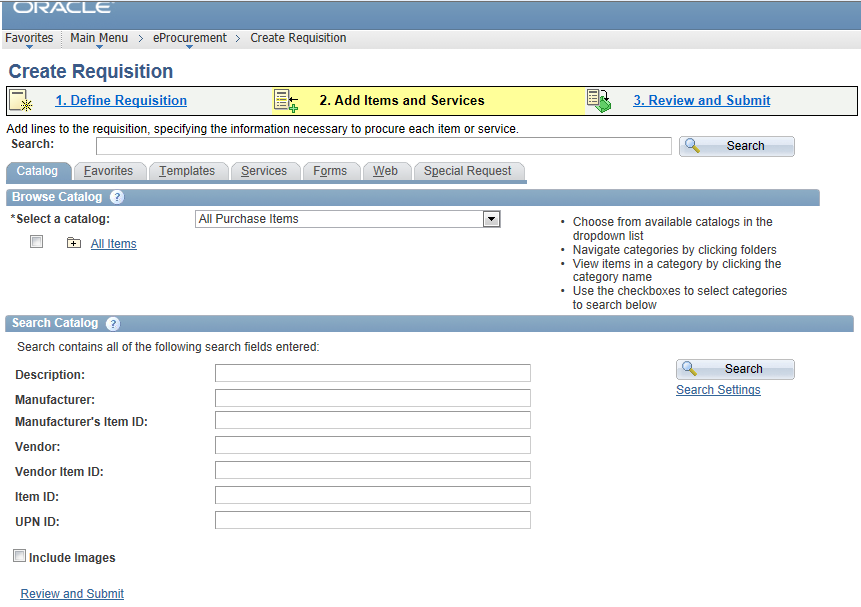 ORACLE
Favorites Main Menu > eProcurement > Create Requisition
Create Requisition
1. Define Requisition 2. Add Items and Services 3. Review and Submit
Add lines to the requisition, specifying the information necessary to procure each item or service.
Search: Search
Catalog Favorites Templates Services Forms Web Special Request
Browse Catalog ?
*Select a catalog: All Purchase Items
All Items
• Choose from available catalogs in the
dropdown list
• Navigate categories by clicking folders
• View items in a category by clicking the
category name
• Use the checkboxes to select categories
to search below
Search Catalog ?
Search contains all of the following search fields entered:
Description: Search
Manufacturer: Search Settings
Manufacturer's Item ID:
Vendor:
Vendor Item ID:
Item ID:
UPN ID:
Include Images
Review and Submit